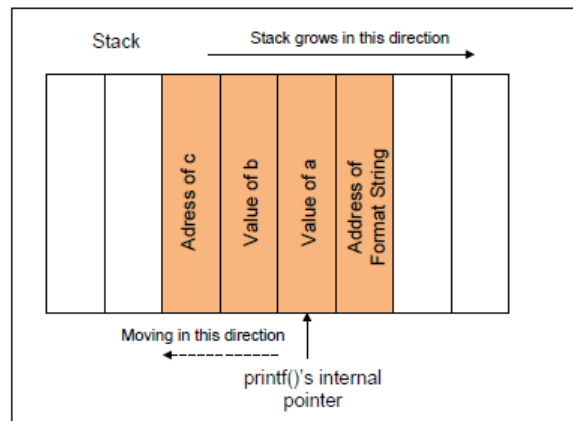 Stack
Stack grows in this direction
Adress of c
Value of b
Value of a
Address of
Format String
Moving in this direction
printf()'s internal
pointer